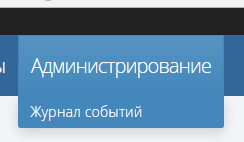 ы
Администрирование
Журнал событий